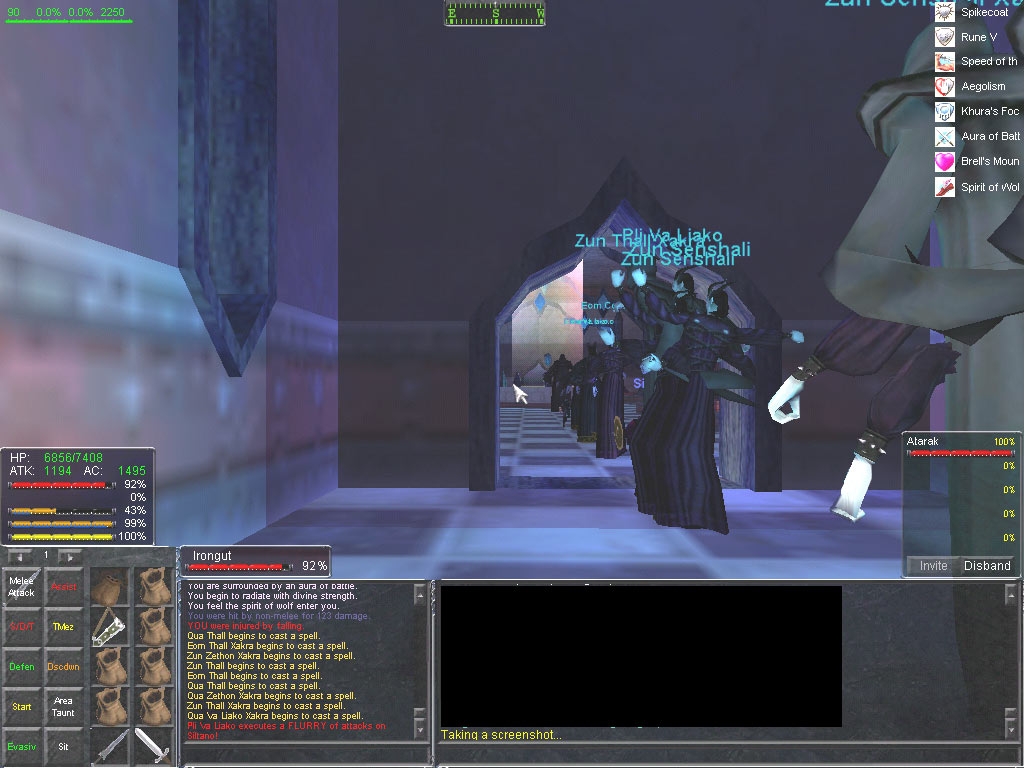 90 0.0% 0.0% 2250
E S W
Spikecoat
Rune V
Speed of th
Aegolism
Khura's Foc
Aura of Batt
Brell's Moun
Spirit of Wol
Pli Va Liako
Zun Thall Xakra
Zun Senshali
Zun Senshali
HP: 6856/7408
ATK: 1194 AC: 1495
92%
0%
43%
99%
100%
Atarak 100%
0%
0%
0%
0%
Invite Disband
1
Irongut
92%
Melee Attack
Assist
TMez
Defen
Dscdwn
Start
Area Taunt
Evasiv
Sit
You are surrounded by an aura of battle.
You begin to radiate with divine strength.
You feel the spirit of wolf enter you.
You were hit by non-melee for 123 damage.
YOU were injured by falling.
Qua Thall begins to cast a spell.
Eom Thall Xakra begins to cast a spell.
Zun Zethon Xakra begins to cast a spell.
Zun Thall begins to cast a spell.
Eom Thall begins to cast a spell.
Qua Thall begins to cast a spell.
Qua Zethon Xakra begins to cast a spell.
Zun Thall Xakra begins to cast a spell.
Qua Va Liako Xakra begins to cast a spell.
Pli Va Liako executes a FLURRY of attacks on
Siltano!
Taking a screenshot...